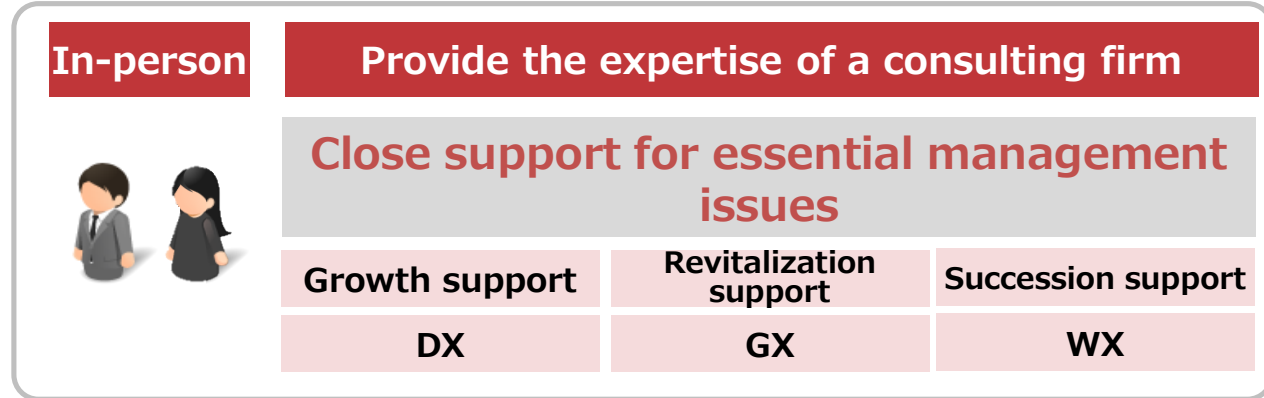 In-person
Provide the expertise of a consulting firm
Close support for essential management
issues
Growth support
Revitalization
support
Succession support
DX
GX
WX